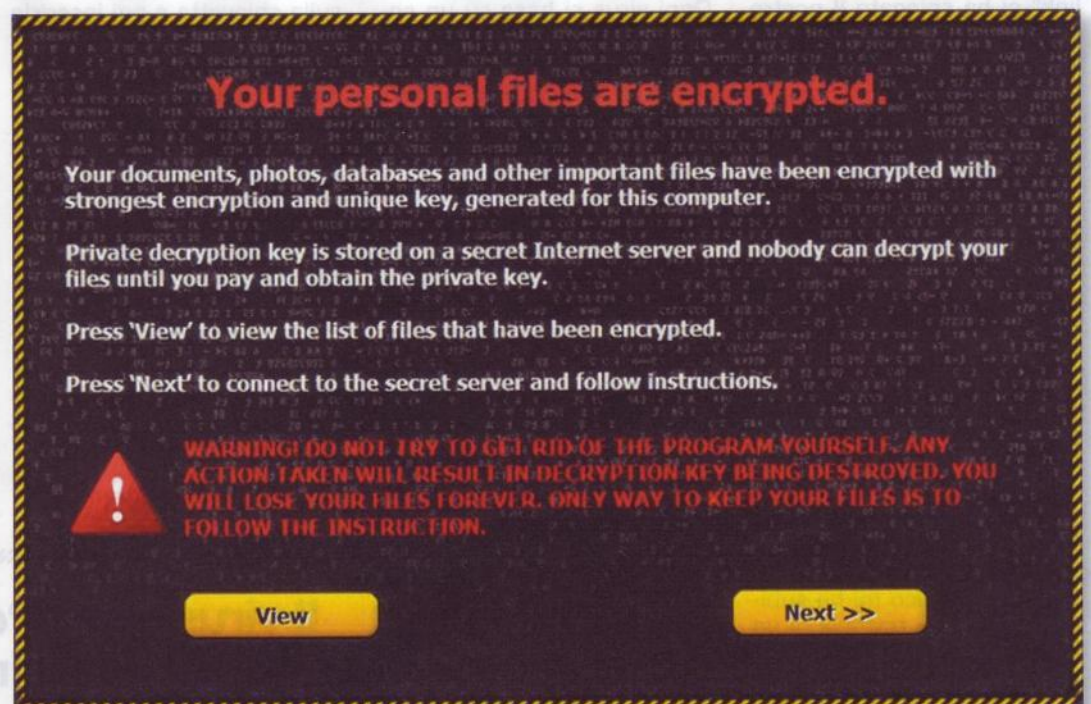 Your personal files are encrypted.
Your documents, photos, databases and other important files have been encrypted with
strongest encryption and unique key, generated for this computer.
Private decryption key is stored on a secret Internet server and nobody can decrypt your
files until you pay and obtain the private key.
Press 'View' to view the list of files that have been encrypted.
Press 'Next' to connect to the secret server and follow instructions.
WARNING! DO NOT TRY TO GET RID OF THE PROGRAM YOURSELF. ANY
ACTION TAKEN WILL RESULT IN DECRYPTION KEY BEING DESTROYED. YOU
WILL LOSE YOUR FILES FOREVER. ONLY WAY TO KEEP YOUR FILES IS TO
FOLLOW THE INSTRUCTION.
View
Next >>